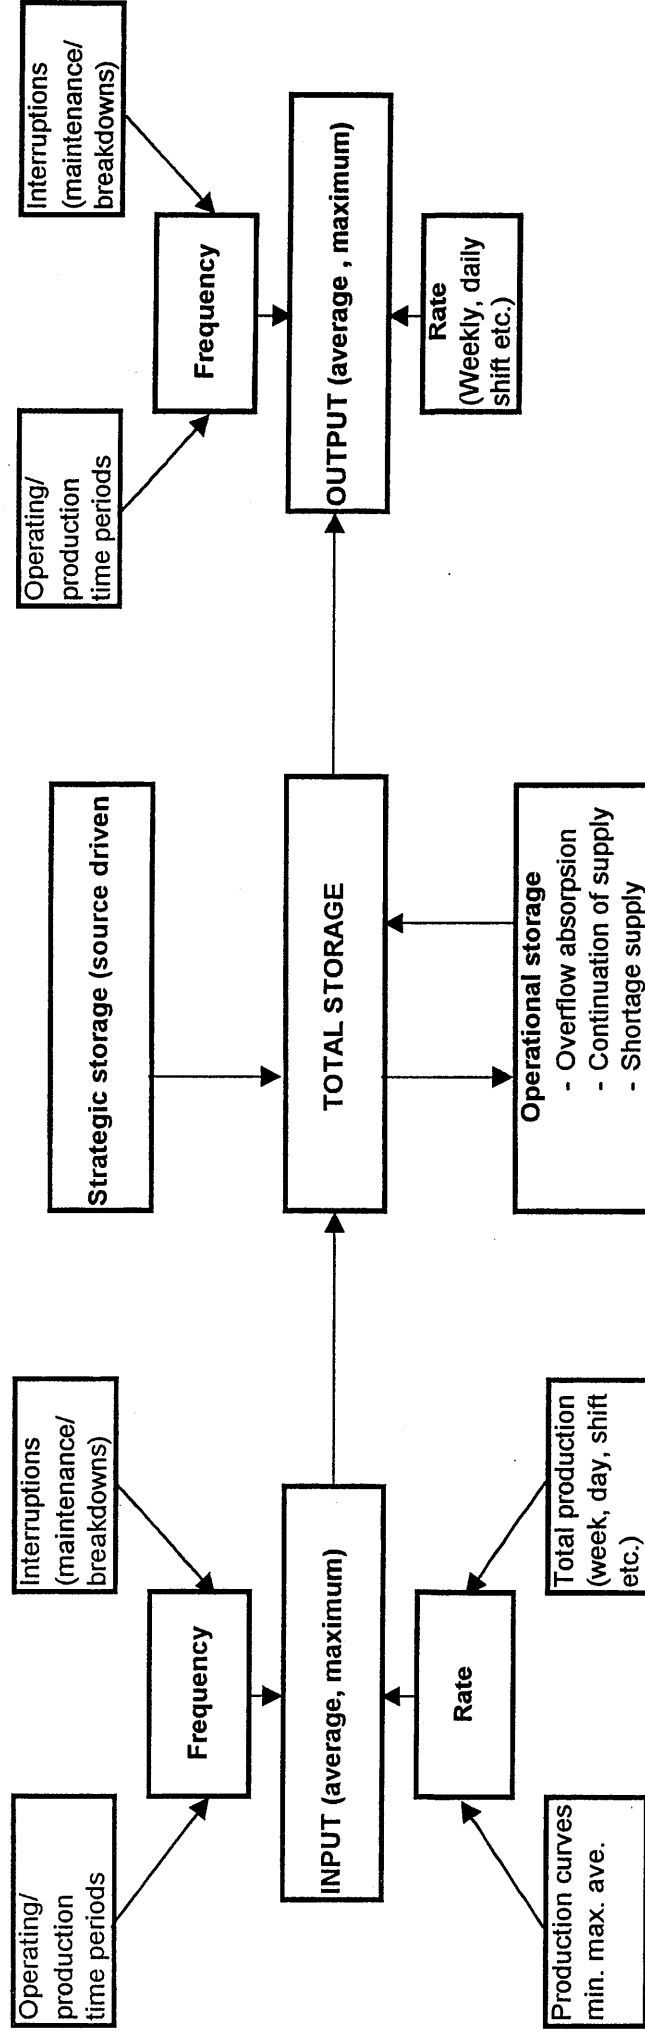 Operating/
production
time periods
Interruptions
(maintenance/
breakdowns)
Frequency
INPUT (average, maximum)
Rate
Production curves
min. max. ave.
Total production
(week, day, shift
etc.)
Strategic storage (source driven
TOTAL STORAGE
Operational storage
- Overflow absorpsion
- Continuation of supply
- Shortage supply
Operating/
production
time periods
Interruptions
(maintenance/
breakdowns)
Frequency
OUTPUT (average , maximum)
Rate
(Weekly, daily
shift etc.)